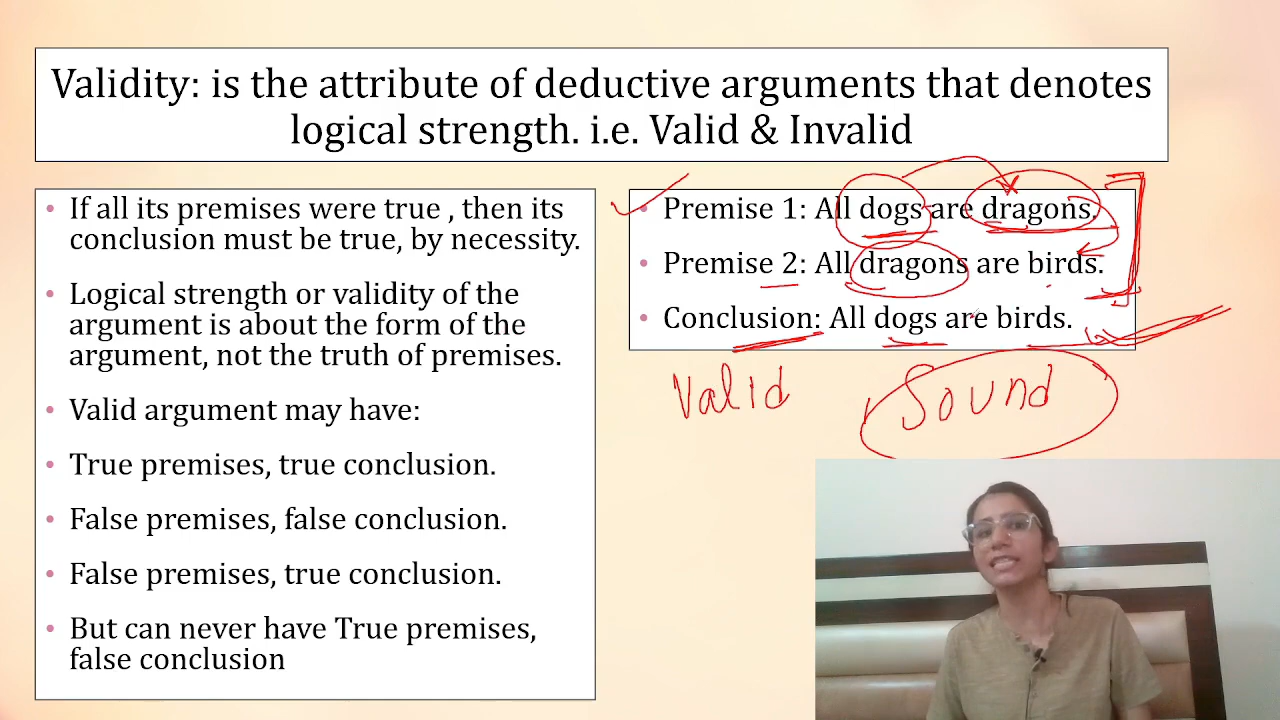 Validity: is the attribute of deductive arguments that denotes
logical strength. i.e. Valid & Invalid
• If all its premises were true , then its
conclusion must be true, by necessity.
• Logical strength or validity of the
argument is about the form of the
argument, not the truth of premises.
• Valid argument may have:
• True premises, true conclusion.
• False premises, false conclusion.
• False premises, true conclusion.
• But can never have True premises,
false conclusion
• Premise 1: All dogs are dragons.
• Premise 2: All dragons are birds.
• Conclusion: All dogs are birds.
Valid Sound